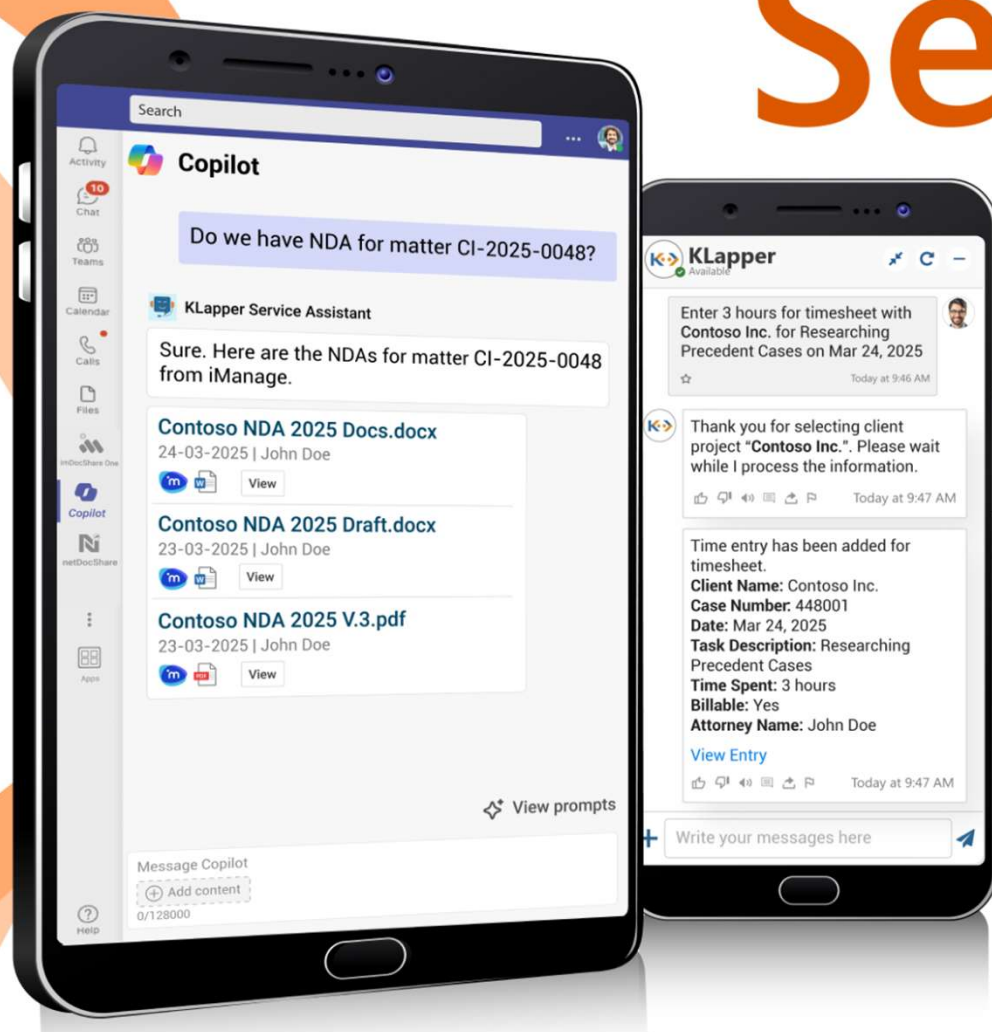 Se
Search
Copilot
Activity
10
Chat
Teams
Calendar
Calls
Files
imDocShare One
Copilot
netDocShare
Apps
Help
Do we have NDA for matter CI-2025-0048?
KLapper Service Assistant
Sure. Here are the NDAs for matter CI-2025-0048
from iManage.
Contoso NDA 2025 Docs.docx
24-03-2025 | John Doe
m
W
View
Contoso NDA 2025 Draft.docx
23-03-2025 | John Doe
m
W
View
Contoso NDA 2025 V.3.pdf
23-03-2025 | John Doe
m
PDF
View
View prompts
Message Copilot
Add content
0/128000
K
KLapper
Available
Enter 3 hours for timesheet with
Contoso Inc. for Researching
Precedent Cases on Mar 24, 2025
Today at 9:46 AM
K
Thank you for selecting client
project “Contoso Inc.”. Please wait
while I process the information.
Today at 9:47 AM
Time entry has been added for
timesheet.
Client Name: Contoso Inc.
Case Number: 448001
Date: Mar 24, 2025
Task Description: Researching
Precedent Cases
Time Spent: 3 hours
Billable: Yes
Attorney Name: John Doe
View Entry
Today at 9:47 AM
Write your messages here